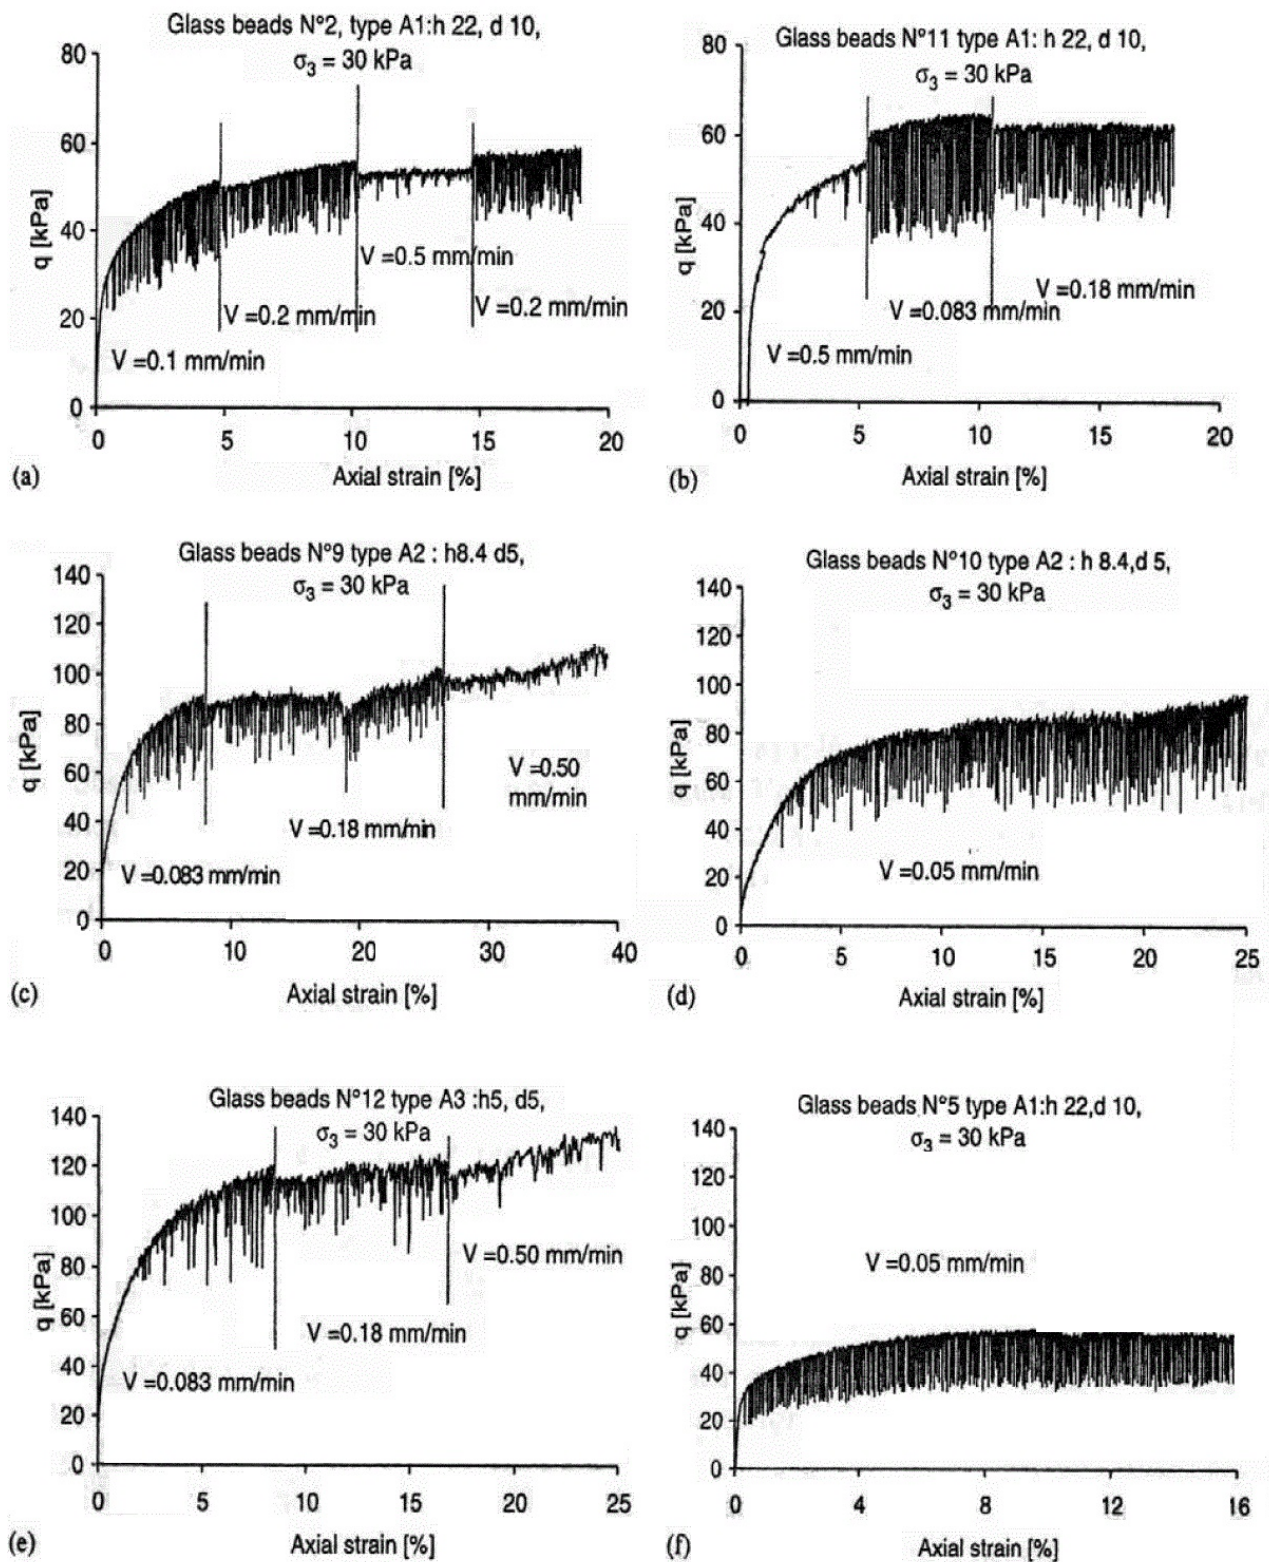 Glass beads N°2, type A1:h 22, d 10,
σ3 = 30 kPa
80
60
40
20
0
q [kPa]
V =0.1 mm/min
V =0.2 mm/min
V =0.5 mm/min
V =0.2 mm/min
0 5 10 15 20
Axial strain [%]
(a)
Glass beads N°11 type A1: h 22, d 10,
σ3 = 30 kPa
80
60
40
20
0
q [kPa]
V =0.5 mm/min
V =0.083 mm/min
V =0.18 mm/min
0 5 10 15 20
Axial strain [%]
(b)
Glass beads N°9 type A2 : h8.4 d5,
σ3 = 30 kPa
140
120
100
80
60
40
20
0
q [kPa]
V =0.083 mm/min
V =0.18 mm/min
V =0.50
mm/min
0 10 20 30 40
Axial strain [%]
(c)
Glass beads N°10 type A2 : h 8.4,d 5,
σ3 = 30 kPa
140
120
100
80
60
40
20
0
q [kPa]
V =0.05 mm/min
0 5 10 15 20 25
Axial strain [%]
(d)
Glass beads N°12 type A3 :h5, d5,
σ3 = 30 kPa
140
120
100
80
60
40
20
0
q [kPa]
V =0.083 mm/min
V =0.18 mm/min
V =0.50 mm/min
0 5 10 15 20 25
Axial strain [%]
(e)
Glass beads N°5 type A1:h 22,d 10,
σ3 = 30 kPa
140
120
100
80
60
40
20
0
q [kPa]
V =0.05 mm/min
0 4 8 12 16
Axial strain [%]
(f)